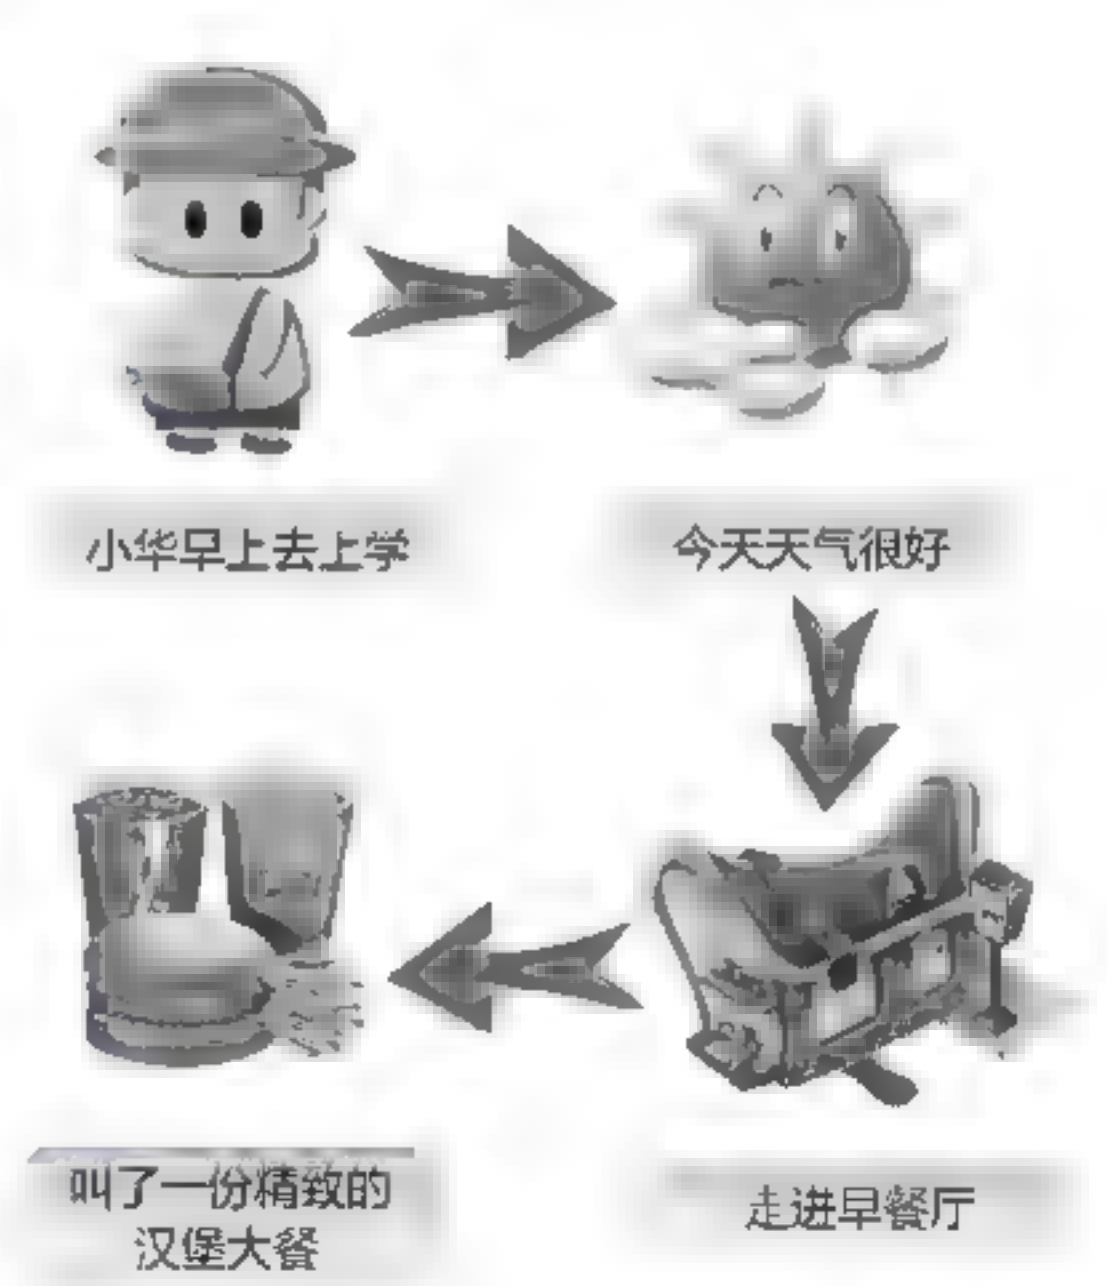 小华早上去上学
今天天气很好
走进早餐厅
叫了一份精致的
汉堡大餐